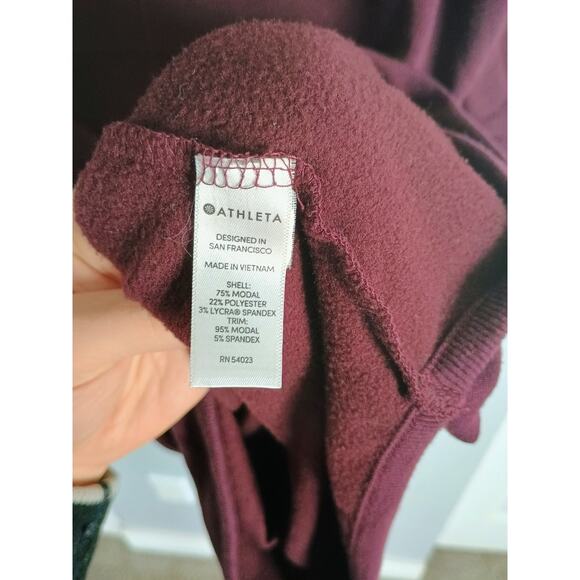 ATHLETA
DESIGNED IN
SAN FRANCISCO
MADE IN VIETNAM
SHELL:
75% MODAL
22% POLYESTER
3% LYCRA® SPANDEX
TRIM:
95% MODAL
5% SPANDEX
RN 54023